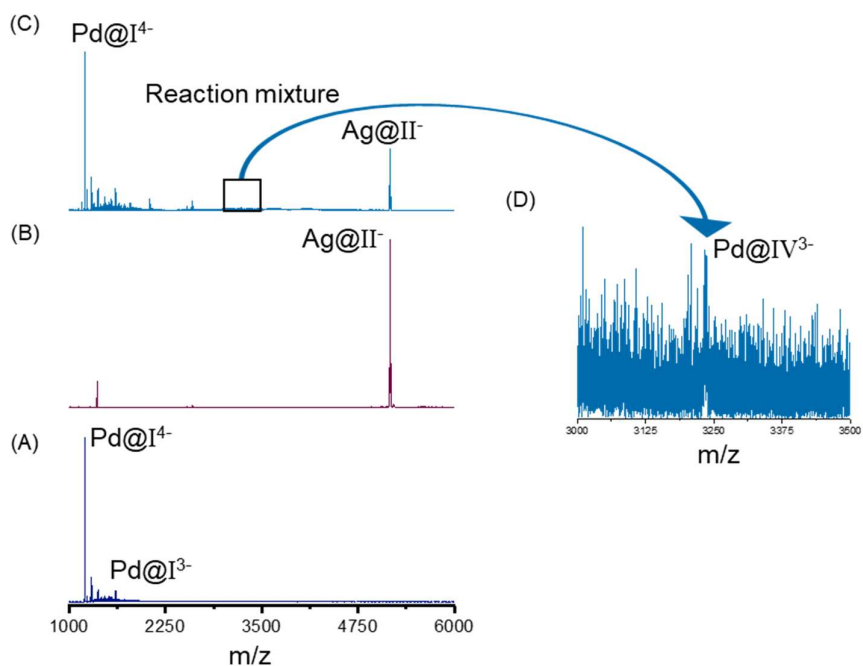 (C)
Pd@I4-
Reaction mixture
Ag@II-
(D)
Pd@IV3-
(B)
Ag@II-
3000 3125 3250 3375 3500
m/z
(A)
Pd@I4-
Pd@I3-
1000 2250 3500 4750 6000
m/z